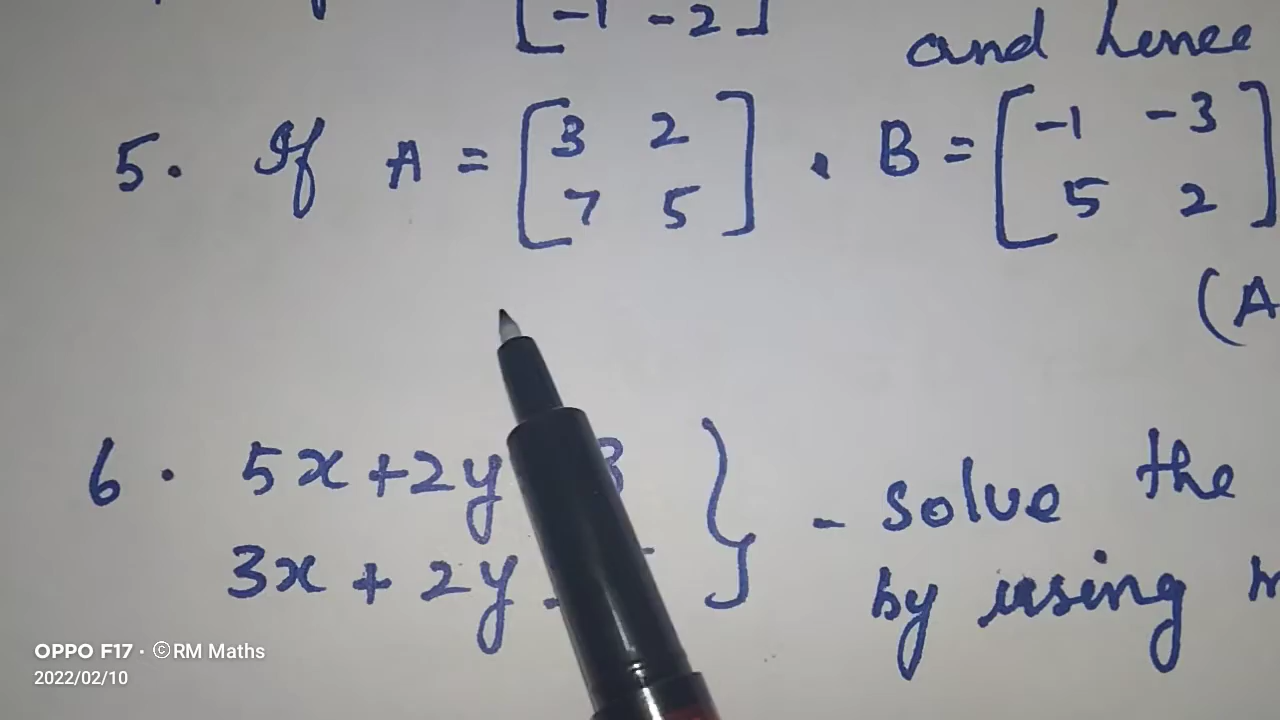 [-1 -2]
and hence
5. If A = [3 2 . B = [-1 -3
7 5] 5 2]
(A
6. 5x+2y 3
3x + 2y
} - solve the
by using
OPPO F17 · ©RM Maths
2022/02/10